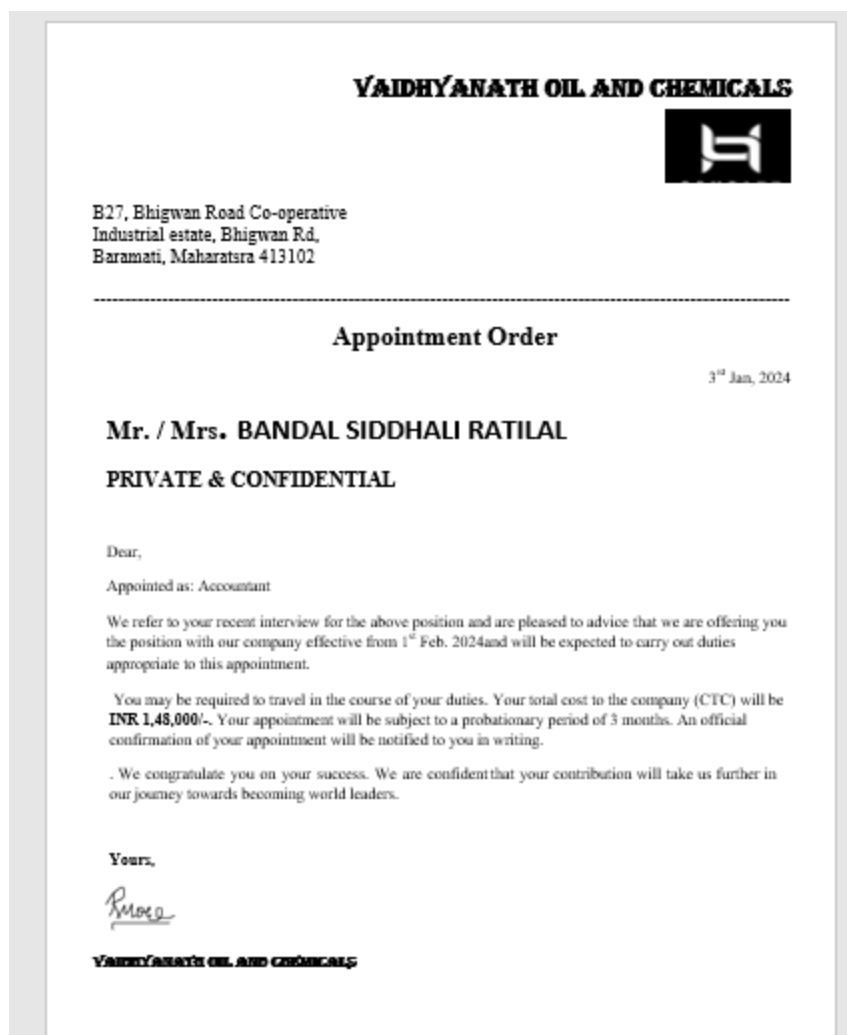 VAIDHYANATH OIL AND CHEMICALS
B27, Bhigwan Road Co-operative
Industrial estate, Bhigwan Rd,
Baramati, Maharatsra 413102
Appointment Order
3rd Jan, 2024
Mr. / Mrs. BANDAL SIDDHALI RATILAL
PRIVATE & CONFIDENTIAL
Dear,
Appointed as: Accountant
We refer to your recent interview for the above position and are pleased to advice that we are offering you
the position with our company effective from 1st Feb. 2024and will be expected to carry out duties
appropriate to this appointment.
You may be required to travel in the course of your duties. Your total cost to the company (CTC) will be
INR 1,48,000/-. Your appointment will be subject to a probationary period of 3 months. An official
confirmation of your appointment will be notified to you in writing.
. We congratulate you on your success. We are confident that your contribution will take us further in
our journey towards becoming world leaders.
Yours,
VAIDHYANATH OIL AND CHEMICALS